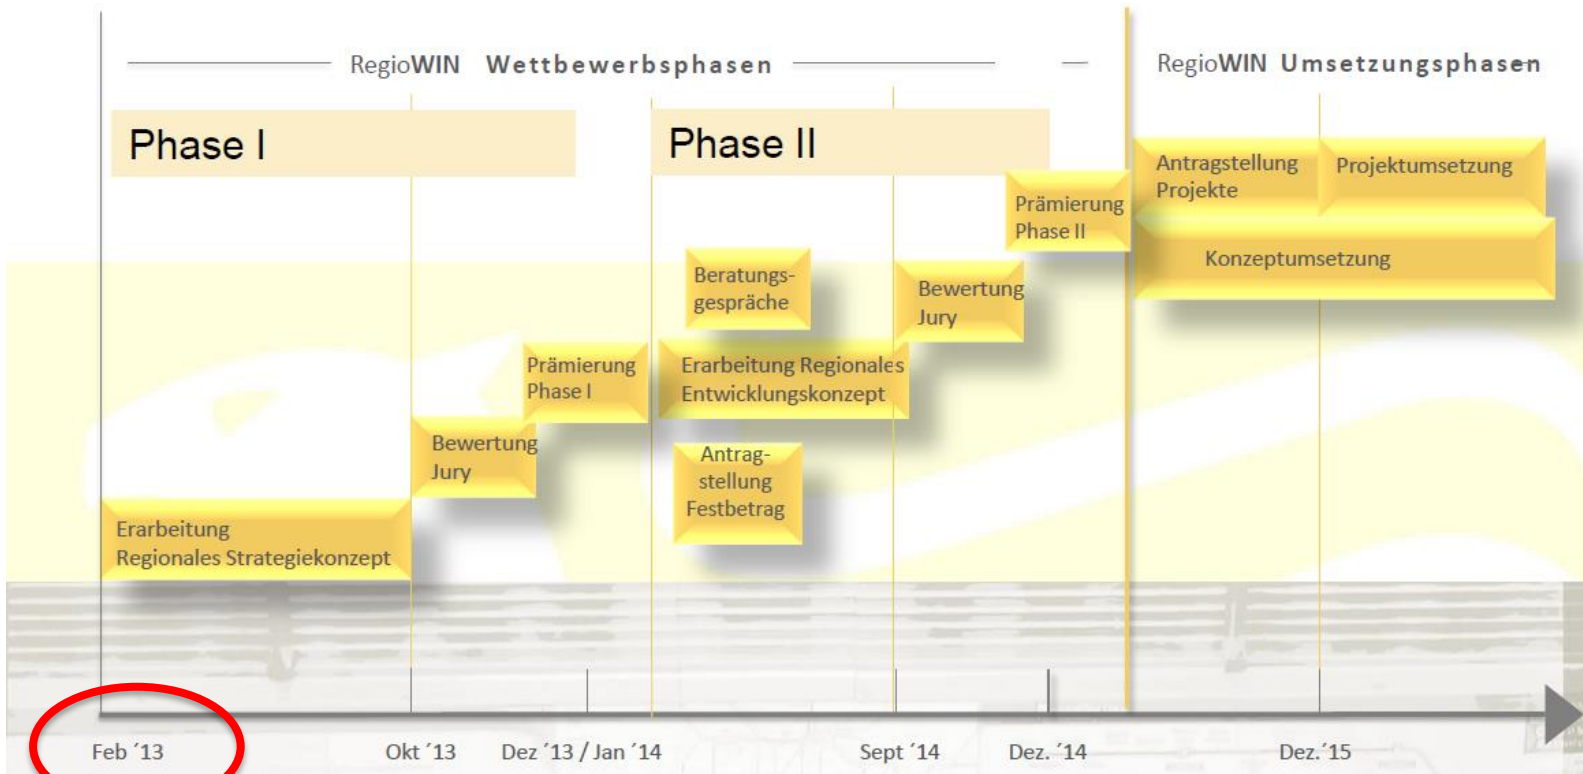 RegioWIN Wettbewerbsphasen
RegioWIN Umsetzungsphasen
Phase I
Phase II
Antragstellung
Projekte
Projektumsetzung
Prämierung
Phase II
Konzeptumsetzung
Beratungs-
gespräche
Bewertung
Jury
Prämierung
Phase I
Erarbeitung Regionales
Entwicklungskonzept
Bewertung
Jury
Antrag-
stellung
Festbetrag
Erarbeitung
Regionales Strategiekonzept
Feb ´13
Okt ´13
Dez ´13 / Jan ´14
Sept ´14
Dez. ´14
Dez.´15